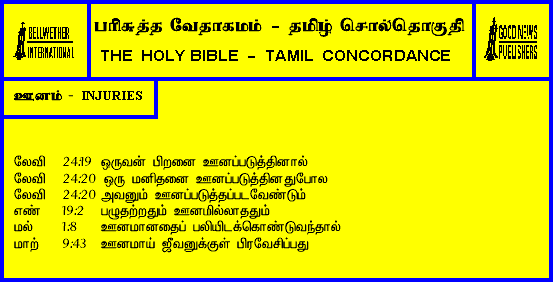 BELLWETHER
INTERNATIONAL
பரிசுத்த வேதாகமம் - தமிழ் சொல்தொகுதி
THE HOLY BIBLE - TAMIL CONCORDANCE
GOOD NEWS
PUBLISHERS
ஊனம் - INJURIES
லேவி 24:19 ஒருவன் பிறனை ஊனப்படுத்தினால்
லேவி 24:20 ஒரு மனிதனை ஊனப்படுத்தினதுபோல
லேவி 24:20 அவனும் ஊனப்படுத்தப்படவேண்டும்
எண் 19:2 பழுதற்றதும் ஊனமில்லாததும்
மல் 1:8 ஊனமானதைப் பலியிடக்கொண்டுவந்தால்
மாற் 9:43 ஊனமாய் ஜீவனுக்குள் பிரவேசிப்பது